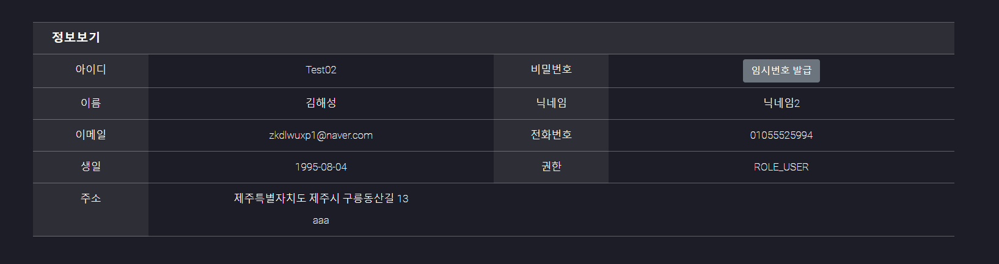 정보보기
아이디 Test02 비밀번호 임시번호 발급
이름 김해성 닉네임 닉네임2
이메일 zkdlwuxp1@naver.com 전화번호 01055525994
생일 1995-08-04 권한 ROLE_USER
주소 제주특별자치도 제주시 구릉동산길 13
aaa